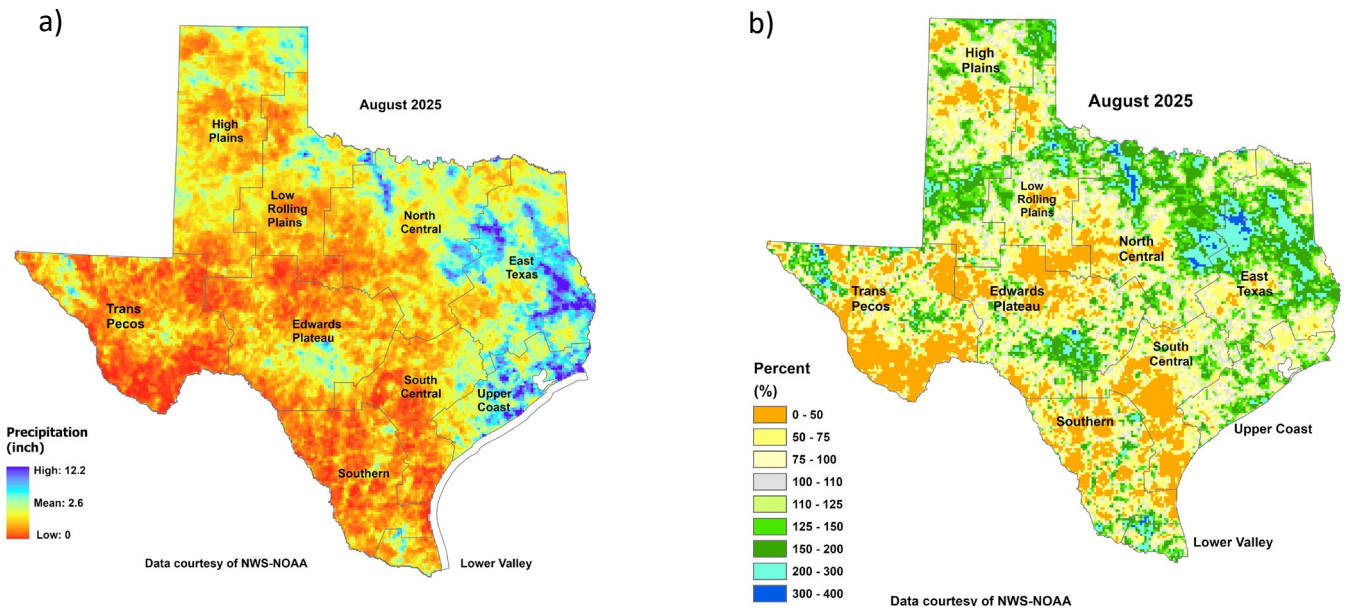 a)
August 2025
High
Plains
Low
Rolling
Plains
North
Central
East
Texas
Trans
Pecos
Edwards
Plateau
South
Central
Upper
Coast
Southern
Lower Valley
Precipitation
(inch)
High: 12.2
Mean: 2.6
Low: 0
Data courtesy of NWS-NOAA
b)
August 2025
High
Plains
Low
Rolling
Plains
North
Central
East
Texas
Trans
Pecos
Edwards
Plateau
South
Central
Southern
Upper Coast
Lower Valley
Percent
(%)
0 - 50
50 - 75
75 - 100
100 - 110
110 - 125
125 - 150
150 - 200
200 - 300
300 - 400
Data courtesy of NWS-NOAA